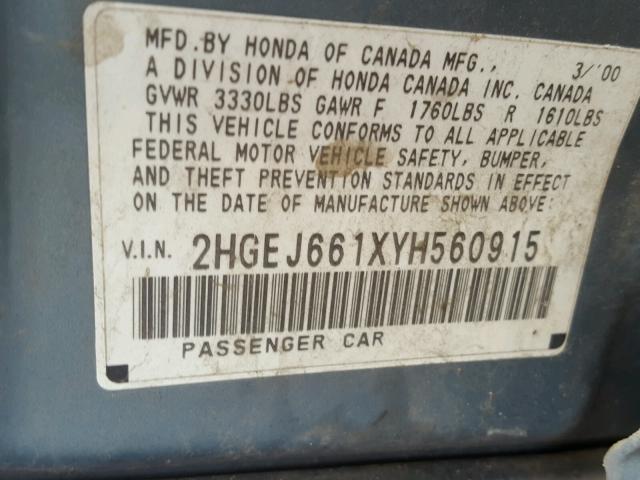 MFD. BY HONDA OF CANADA MFG., 3/'00
A DIVISION OF HONDA CANADA INC. CANADA
GVWR 3330LBS GAWR F 1760LBS R 1610LBS
THIS VEHICLE CONFORMS TO ALL APPLICABLE
FEDERAL MOTOR VEHICLE SAFETY, BUMPER,
AND THEFT PREVENTION STANDARDS IN EFFECT
ON THE DATE OF MANUFACTURE SHOWN ABOVE:
V.I.N. 2HGEJ661XYH560915
PASSENGER CAR